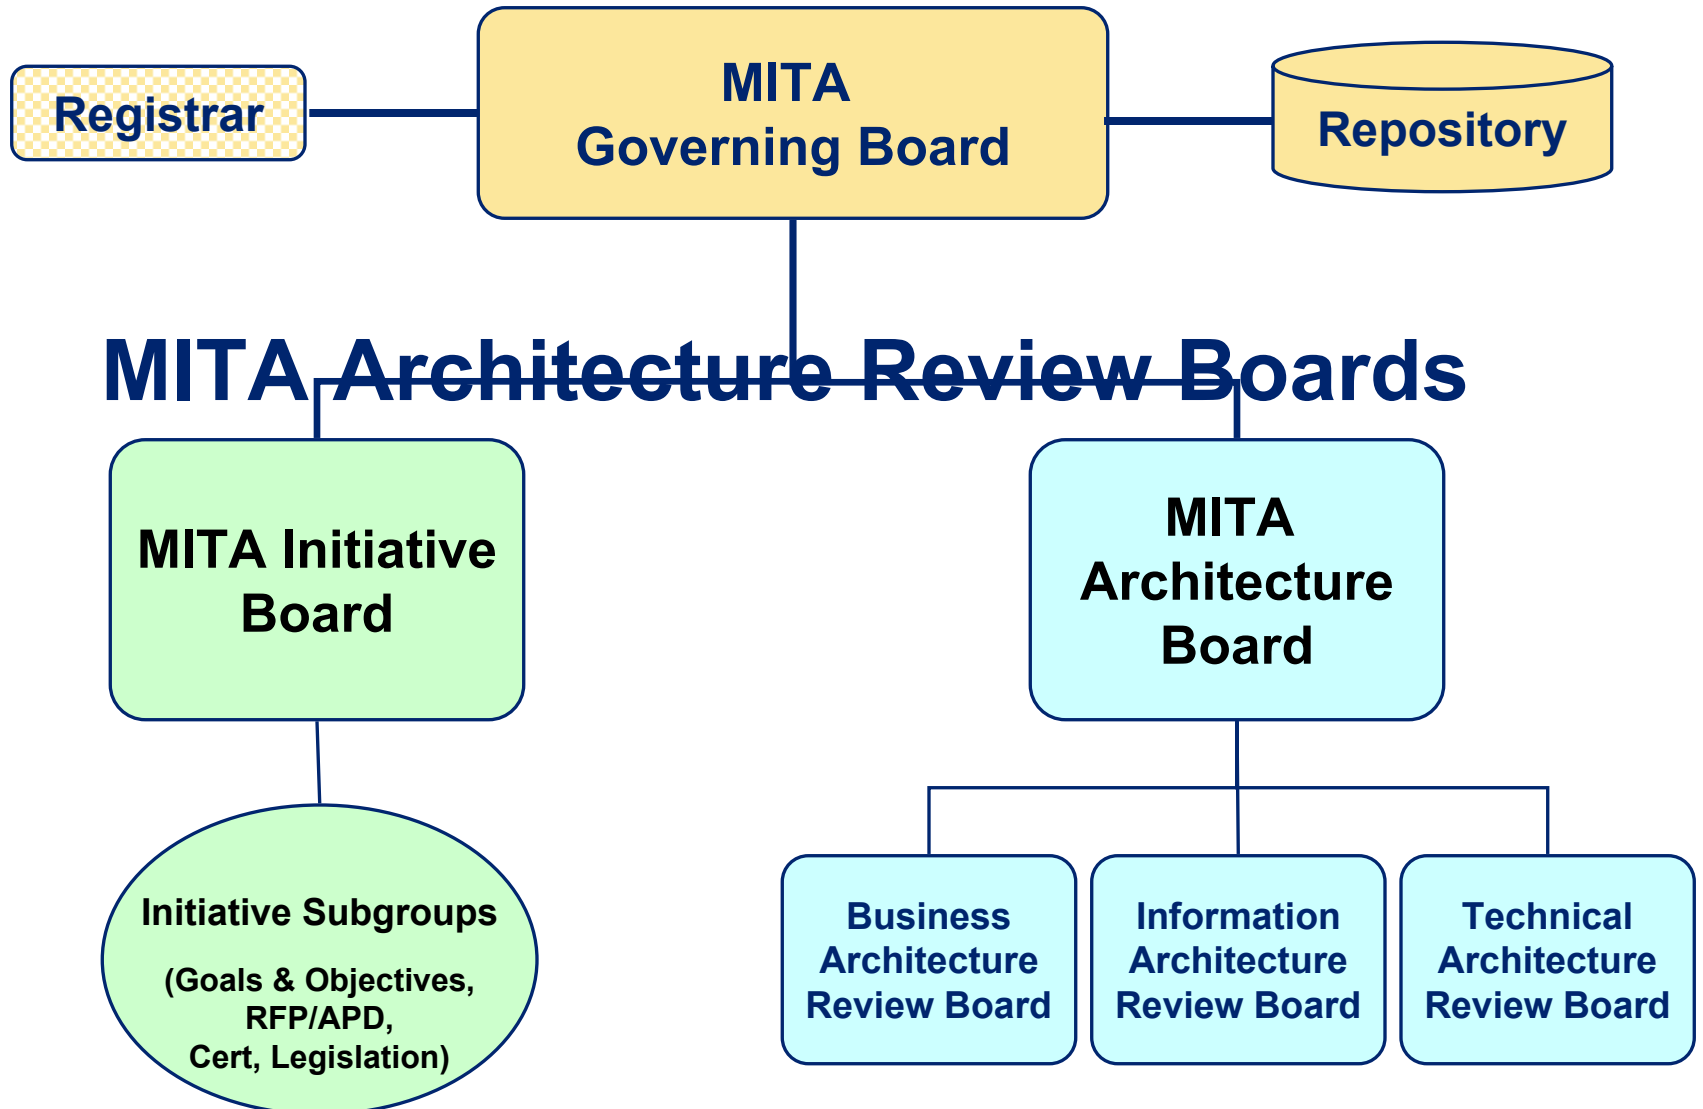 Registrar
MITA
Governing Board
Repository
MITA Architecture Review Boards
MITA Initiative
Board
MITA
Architecture
Board
Initiative Subgroups
(Goals & Objectives,
RFP/APD,
Cert, Legislation)
Business
Architecture
Review Board
Information
Architecture
Review Board
Technical
Architecture
Review Board